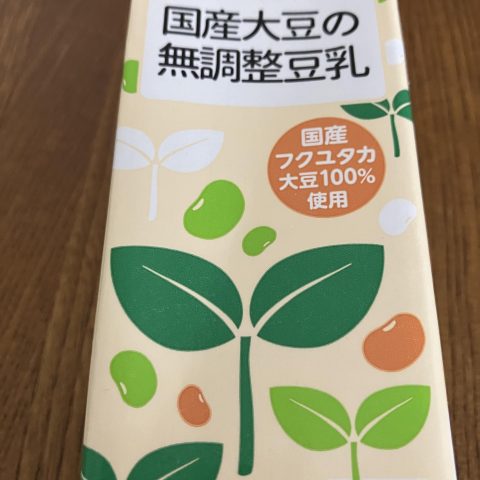 国産大豆の
無調整豆乳
国産
フクユタカ
大豆100%
使用